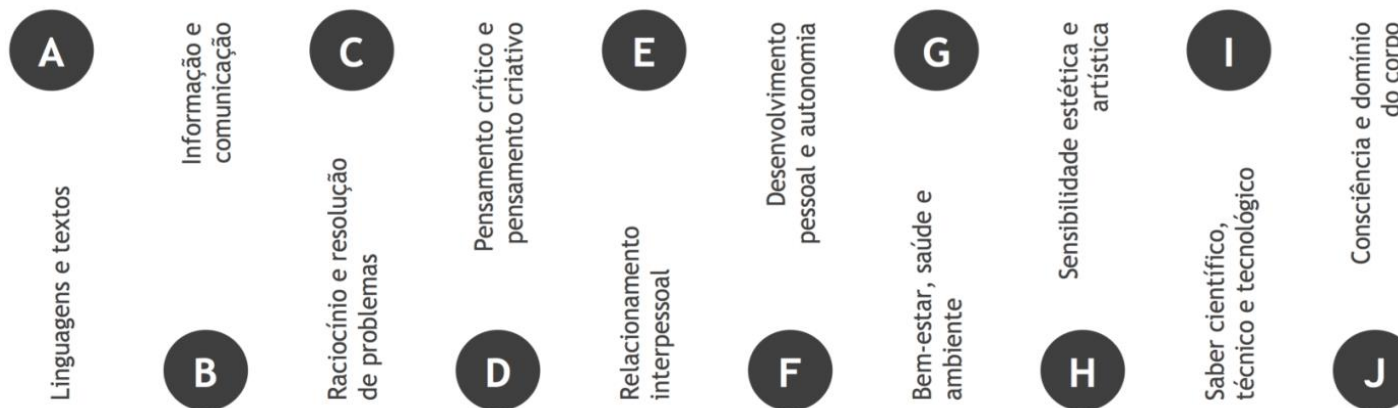 A
Linguagens e textos
Informação e
comunicação
B
C
Raciocínio e resolução
de problemas
Pensamento crítico e
pensamento criativo
D
E
Relacionamento
interpessoal
Desenvolvimento
pessoal e autonomia
F
G
Bem-estar, saúde e
ambiente
Sensibilidade estética e
artística
H
I
Saber científico,
técnico e tecnológico
Consciência e domínio
do corpo
J